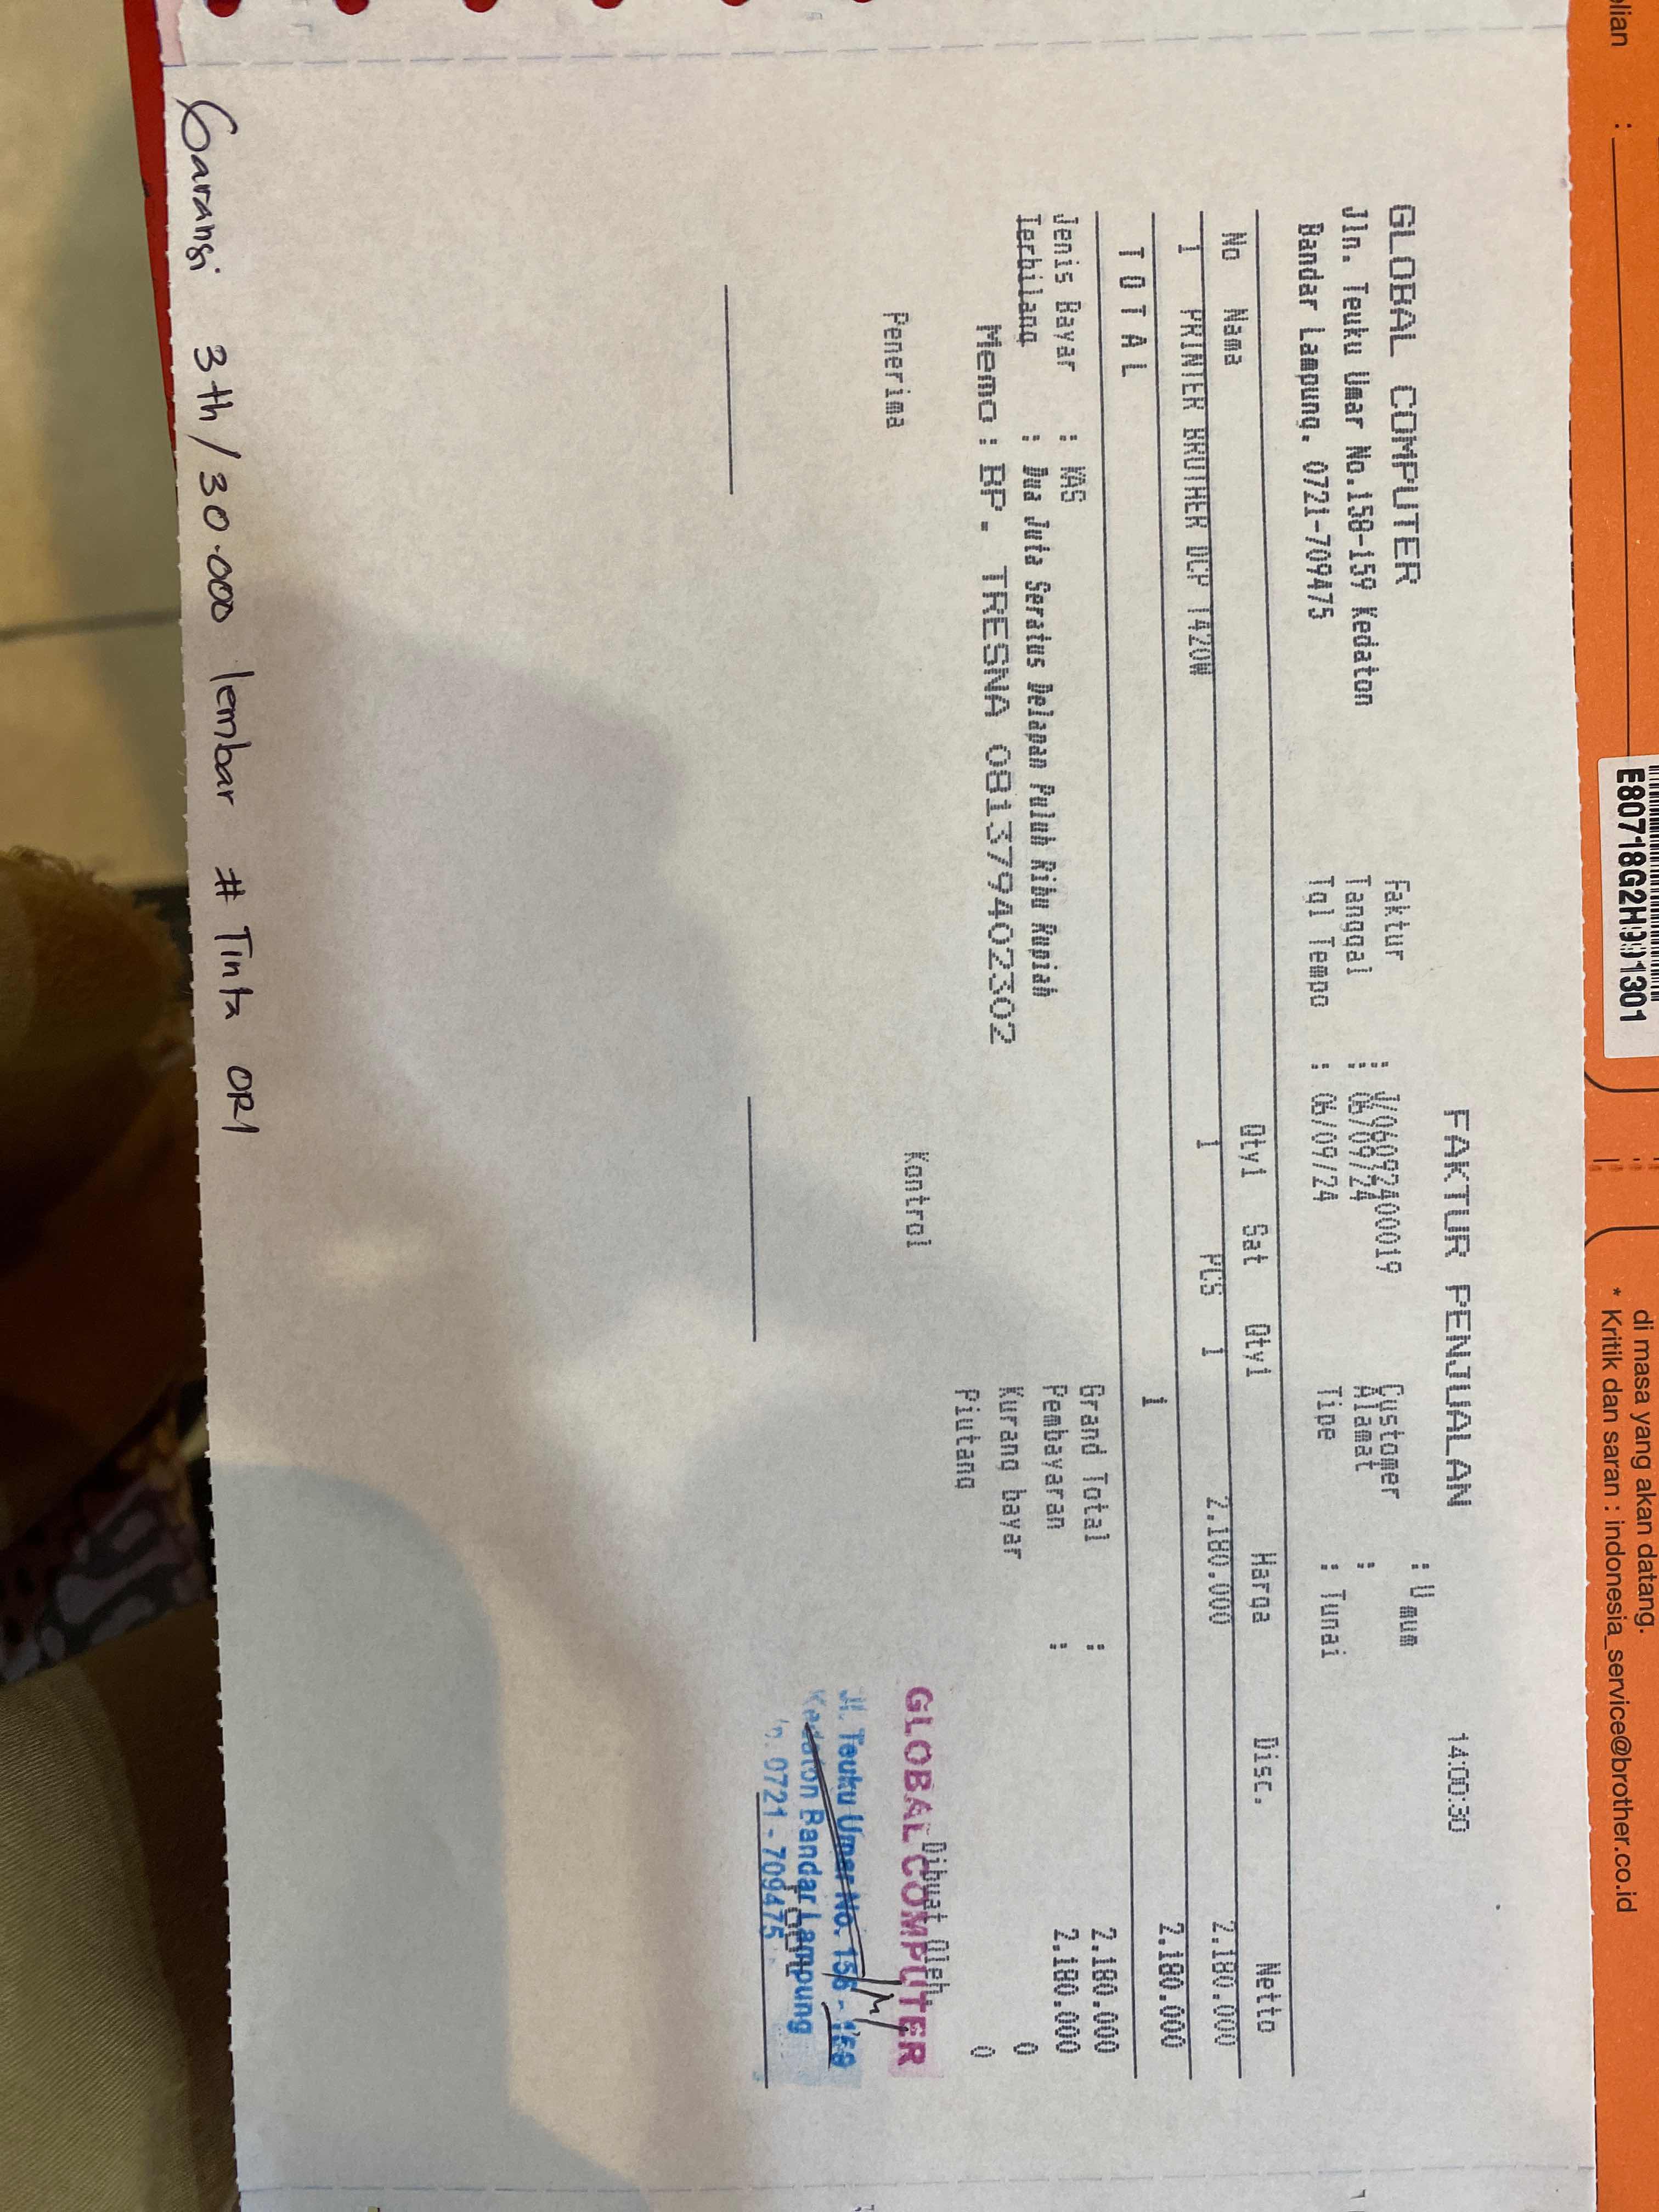 lian :
E80718G2H991301
di masa yang akan datang.
* Kritik dan saran : indonesia_service@brother.co.id
FAKTUR PENJUALAN 14:00:30
GLOBAL COMPUTER
Jln. Teuku Umar No.158-159 Kedaton
Bandar Lampung. 0721-709475
Faktur : J/06092400019
Tanggal : 06/09/24
Tgl Tempo : 06/09/24
Customer : Umum
Alamat :
Tipe : Tunai
No Nama Qty1 Sat Qty1 Harga Disc. Netto
1 PRINTER BROTHER DCP T420W 1 PCS 1 2.180.000 2.180.000
T O T A L 1 2.180.000
Jenis Bayar : KAS
Terbilang : Dua Juta Seratus Delapan Puluh Ribu Rupiah
Memo : BP. TRESNA 081379402302
Grand Total : 2.180.000
Pembayaran : 2.180.000
Kurang bayar 0
Piutang 0
Penerima Kontrol Dibuat Oleh,
GLOBAL COMPUTER
Jl. Teuku Umar No. 158 - 159
Kedaton Bandar Lampung
0721 - 709475
Garansi 3th / 30.000 lembar # Tinta ORI